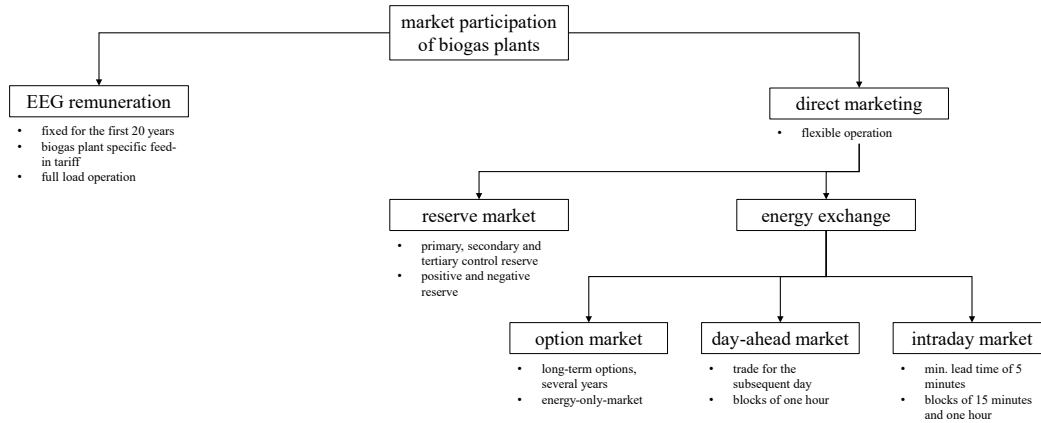 market participation
of biogas plants
EEG remuneration
• fixed for the first 20 years
• biogas plant specific feed-
in tariff
• full load operation
direct marketing
• flexible operation
reserve market
• primary, secondary and
tertiary control reserve
• positive and negative
reserve
energy exchange
option market
• long-term options,
several years
• energy-only-market
day-ahead market
• trade for the
subsequent day
• blocks of one hour
intraday market
• min. lead time of 5
minutes
• blocks of 15 minutes
and one hour